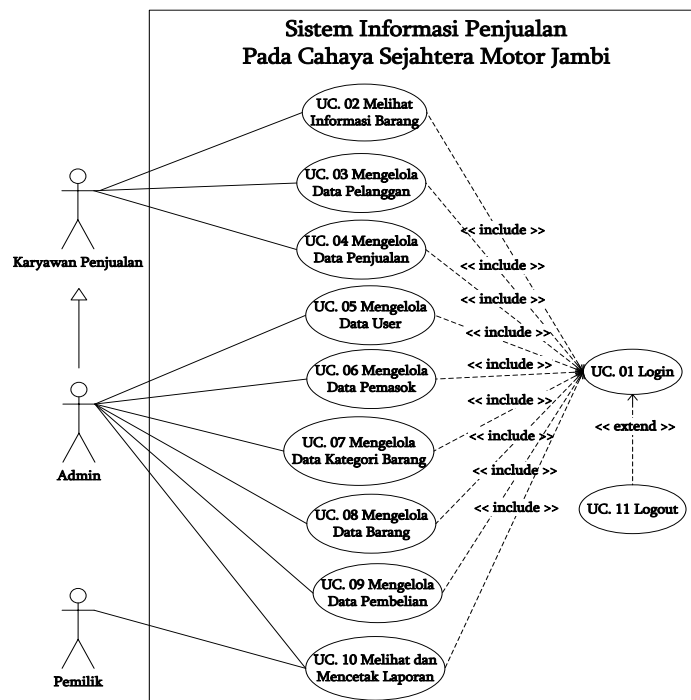 Sistem Informasi Penjualan
Pada Cahaya Sejahtera Motor Jambi
UC. 02 Melihat
Informasi Barang
UC. 03 Mengelola
Data Pelanggan
UC. 04 Mengelola
Data Penjualan
UC. 05 Mengelola
Data User
UC. 06 Mengelola
Data Pemasok
UC. 07 Mengelola
Data Kategori Barang
UC. 08 Mengelola
Data Barang
UC. 09 Mengelola
Data Pembelian
UC. 10 Melihat dan
Mencetak Laporan
Karyawan Penjualan
Admin
Pemilik
<< include >>
<< include >>
<< include >>
<< include >>
<< include >>
<< include >>
<< include >>
<< include >>
<< include >>
UC. 01 Login
<< extend >>
UC. 11 Logout